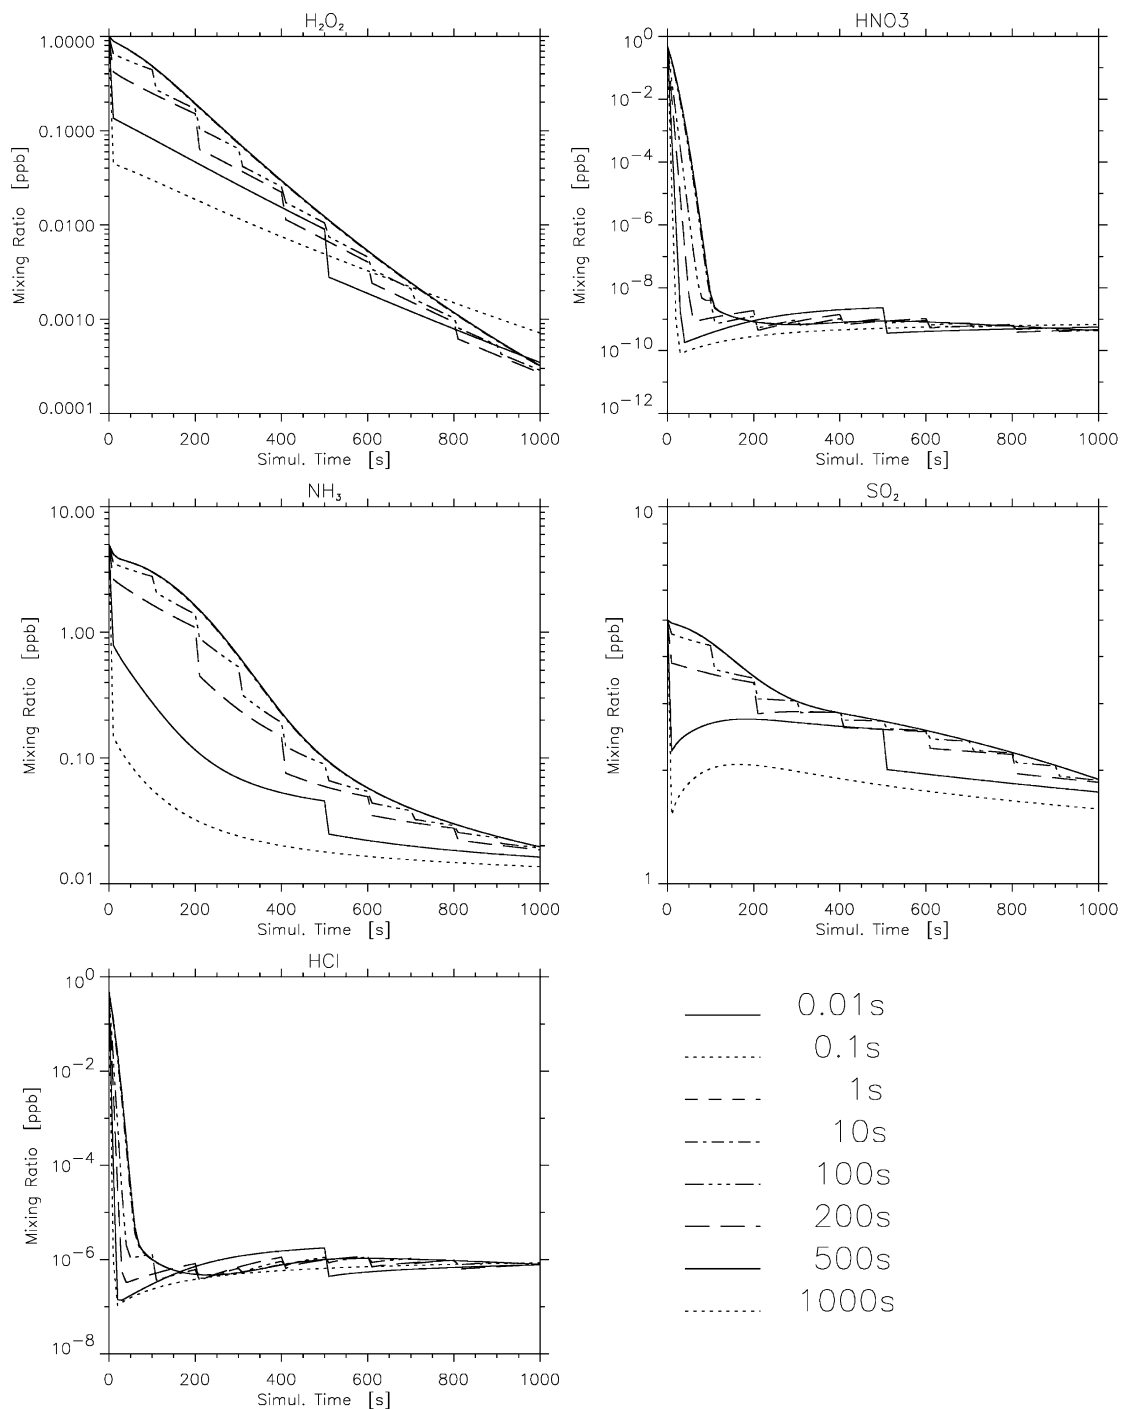 H₂O₂
1.0000
0.1000
0.0100
0.0010
0.0001
Mixing Ratio [ppb]
0 200 400 600 800 1000
Simul. Time [s]
HNO3
10⁰
10⁻²
10⁻⁴
10⁻⁶
10⁻⁸
10⁻¹⁰
10⁻¹²
Mixing Ratio [ppb]
0 200 400 600 800 1000
Simul. Time [s]
NH₃
10.00
1.00
0.10
0.01
Mixing Ratio [ppb]
0 200 400 600 800 1000
Simul. Time [s]
SO₂
10
1
Mixing Ratio [ppb]
0 200 400 600 800 1000
Simul. Time [s]
HCl
10⁰
10⁻²
10⁻⁴
10⁻⁶
10⁻⁸
Mixing Ratio [ppb]
0 200 400 600 800 1000
Simul. Time [s]
0.01s
0.1s
1s
10s
100s
200s
500s
1000s